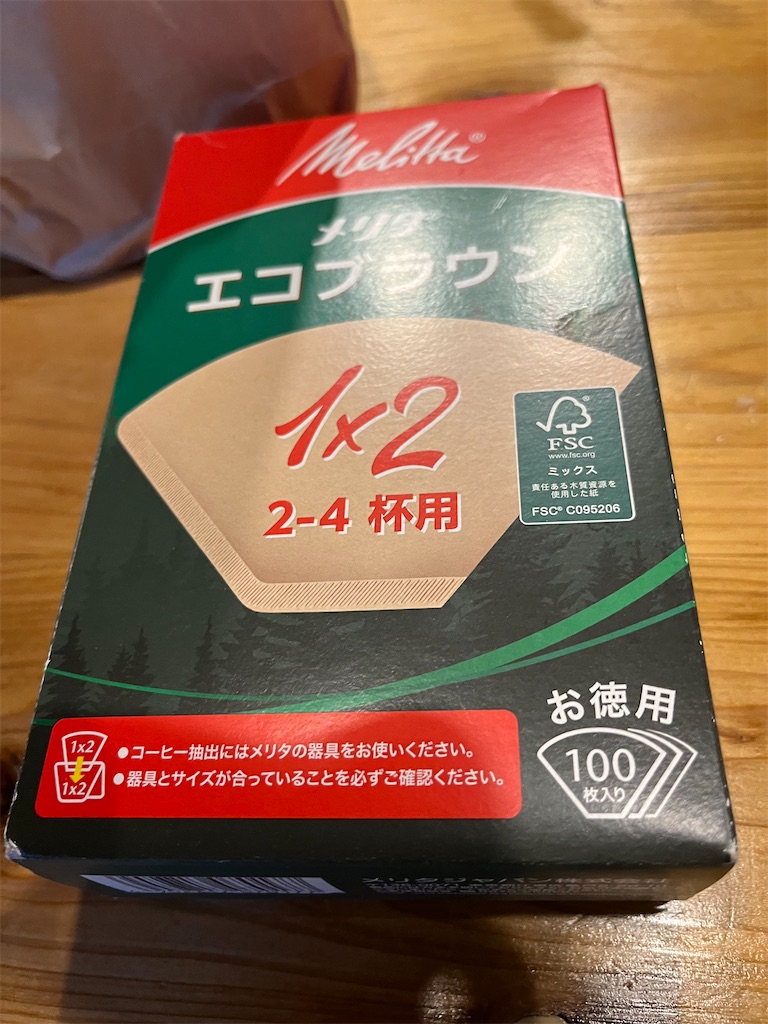 Melitta®
メリタ
エコブラウン
1x2
2-4 杯用
FSC
www.fsc.org
ミックス
責任ある木質資源を
使用した紙
FSC® C095206
お徳用
100
枚入り
1x2
1x2
●コーヒー抽出にはメリタの器具をお使いください。
●器具とサイズが合っていることを必ずご確認ください。